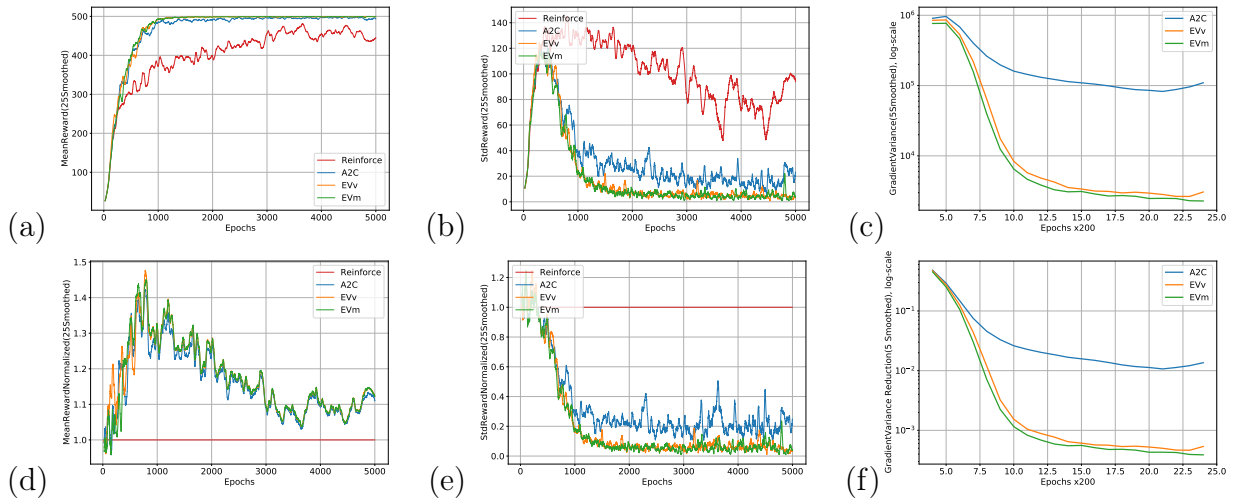 500
400
300
200
100
MeanReward(25Smoothed)
Reinforce
A2C
EVv
EVm
0
1000
2000
3000
4000
5000
Epochs
(a)
140
120
100
80
60
40
20
0
StdReward(25Smoothed)
Reinforce
A2C
EVv
EVm
0
1000
2000
3000
4000
5000
Epochs
(b)
10⁶
10⁵
10⁴
GradientVariance(5Smoothed), log-scale
A2C
EVv
EVm
5.0
7.5
10.0
12.5
15.0
17.5
20.0
22.5
25.0
Epochs x200
(c)
1.5
1.4
1.3
1.2
1.1
1.0
MeanRewardNormalized(25Smoothed)
Reinforce
A2C
EVv
EVm
0
1000
2000
3000
4000
5000
Epochs
(d)
1.2
1.0
0.8
0.6
0.4
0.2
0.0
StdRewardNormalized(25Smoothed)
Reinforce
A2C
EVv
EVm
0
1000
2000
3000
4000
5000
Epochs
(e)
10⁻¹
10⁻²
10⁻³
GradientVariance Reduction(5 Smoothed), log-scale
A2C
EVv
EVm
5.0
7.5
10.0
12.5
15.0
17.5
20.0
22.5
25.0
Epochs x200
(f)